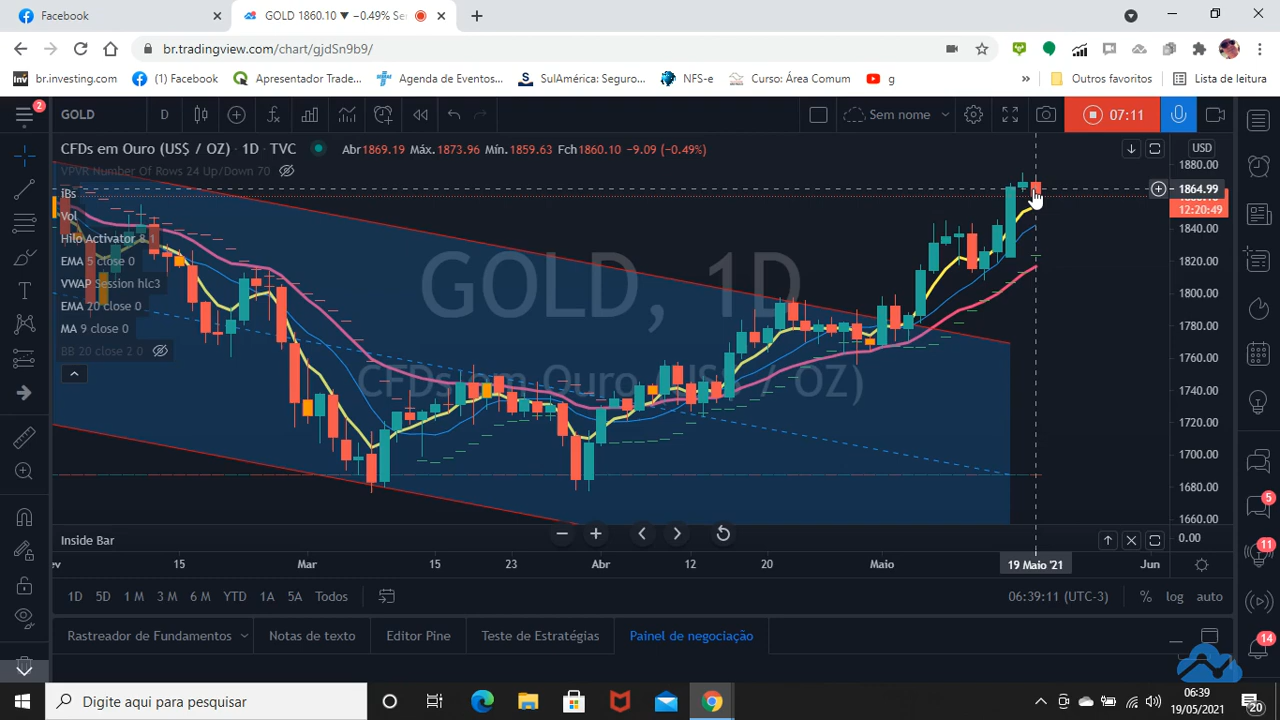 Facebook
GOLD 1860.10 ▼ −0.49% Se
br.tradingview.com/chart/gjdSn9b9/
br.investing.com
(1) Facebook
Apresentador Trade...
Agenda de Eventos...
SulAmérica: Seguro...
NFS-e
Curso: Área Comum
g
»
Outros favoritos
Lista de leitura
2
GOLD
D
Sem nome
07:11
CFDs em Ouro (US$ / OZ) · 1D · TVC
Abr1869.19 Máx.1873.96 Mín.1859.63 Fch1860.10 −9.09 (−0.49%)
USD
VPVR Number Of Rows 24 Up/Down 70
IBs
Vol
Hilo Activator 8 1
EMA 5 close 0
VWAP Session hlc3
EMA 20 close 0
MA 9 close 0
BB 20 close 2 0
GOLD, 1D
CFDs em Ouro (US$ / OZ)
1880.00
1864.99
12:20:49
1840.00
1820.00
1800.00
1780.00
1760.00
1740.00
1720.00
1700.00
1680.00
1660.00
0.00
Inside Bar
15
Mar
15
23
Abr
12
20
Maio
19 Maio '21
Jun
1D 5D 1 M 3 M 6 M YTD 1A 5A Todos
06:39:11 (UTC-3)
% log auto
Rastreador de Fundamentos
Notas de texto
Editor Pine
Teste de Estratégias
Painel de negociação
5
11
14
Digite aqui para pesquisar
06:39
19/05/2021
20